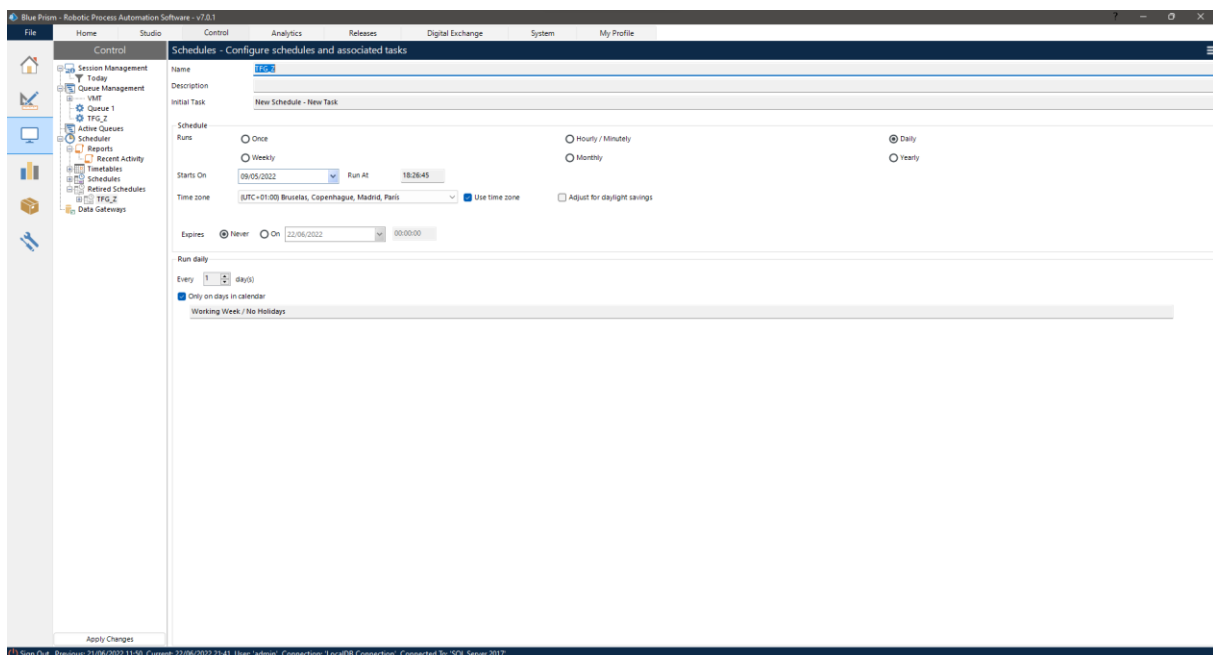 Blue Prism - Robotic Process Automation Software - v7.0.1
File Home Studio Control Analytics Releases Digital Exchange System My Profile
Control
Schedules - Configure schedules and associated tasks
Session Management
Today
Queue Management
VMT
Queue 1
TFG_Z
Active Queues
Scheduler
Reports
Recent Activity
Timetables
Schedules
Retired Schedules
TFG_Z
Data Gateways
Name TFG_Z
Description
Initial Task New Schedule - New Task
Schedule
Runs Once Hourly / Minutely Daily
Weekly Monthly Yearly
Starts On 09/05/2022 Run At 18:26:45
Time zone (UTC+01:00) Bruselas, Copenhague, Madrid, París Use time zone Adjust for daylight savings
Expires Never On 22/06/2022 00:00:00
Run daily
Every 1 day(s)
Only on days in calendar
Working Week / No Holidays
Apply Changes
Sign Out Previous: 21/06/2022 11:50 Current: 22/06/2022 21:41 User: 'admin' Connection: 'LocalDB Connection' Connected To: 'SQL Server 2017'